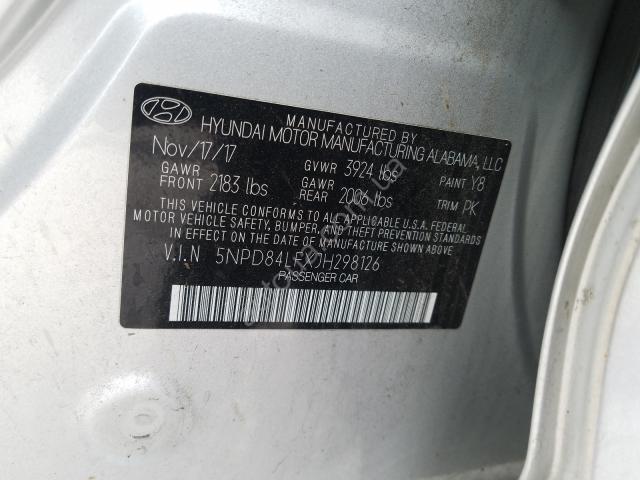 MANUFACTURED BY
HYUNDAI MOTOR MANUFACTURING ALABAMA, LLC
Nov/17/17 GVWR 3924 lbs PAINT Y8
GAWR FRONT 2183 lbs GAWR REAR 2006 lbs TRIM PK
THIS VEHICLE CONFORMS TO ALL APPLICABLE U.S.A. FEDERAL
MOTOR VEHICLE SAFETY, BUMPER, AND THEFT PREVENTION STANDARDS
IN EFFECT ON THE DATE OF MANUFACTURE SHOWN ABOVE.
V.I.N
PASSENGER CAR